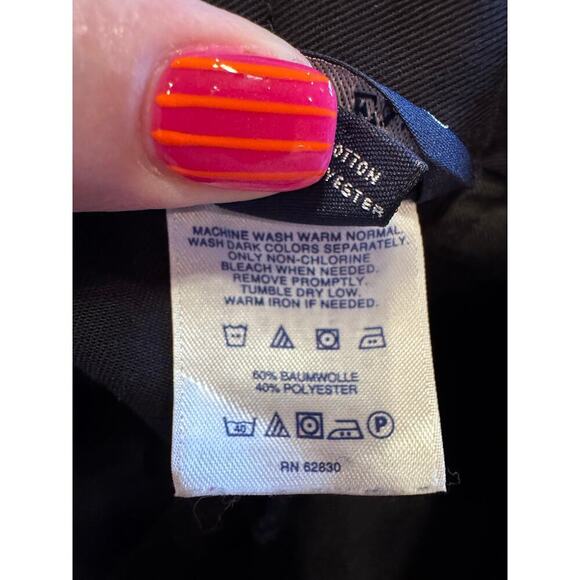 OTTON
YESTER
MACHINE WASH WARM NORMAL.
WASH DARK COLORS SEPARATELY.
ONLY NON-CHLORINE
BLEACH WHEN NEEDED.
REMOVE PROMPTLY.
TUMBLE DRY LOW.
WARM IRON IF NEEDED.
60% BAUMWOLLE
40% POLYESTER
40 P
RN 62830